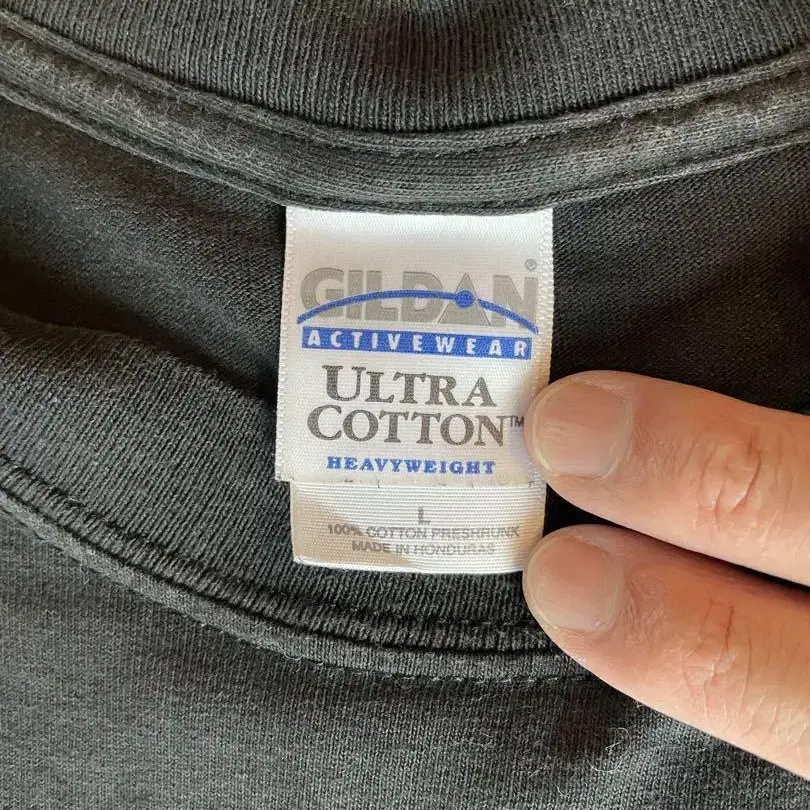 GILDAN®
ACTIVEWEAR
ULTRA
COTTON™
HEAVYWEIGHT
L
100% COTTON PRESHRUNK
MADE IN HONDURAS